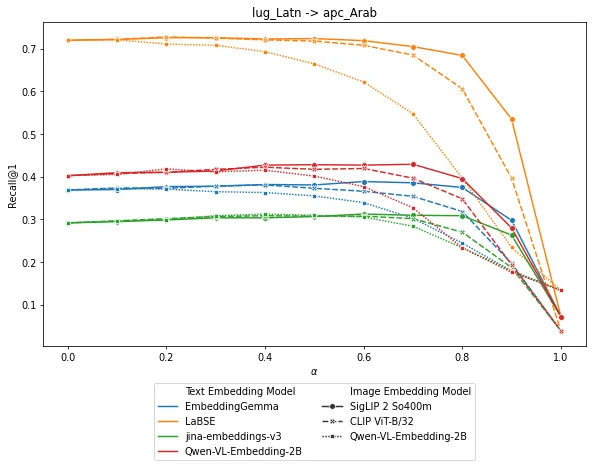 lug_Latn -> apc_Arab
Recall@1
0.7
0.6
0.5
0.4
0.3
0.2
0.1
0.0 0.2 0.4 0.6 0.8 1.0
α
Text Embedding Model Image Embedding Model
EmbeddingGemma SigLIP 2 So400m
LaBSE CLIP ViT-B/32
jina-embeddings-v3 Qwen-VL-Embedding-2B
Qwen-VL-Embedding-2B